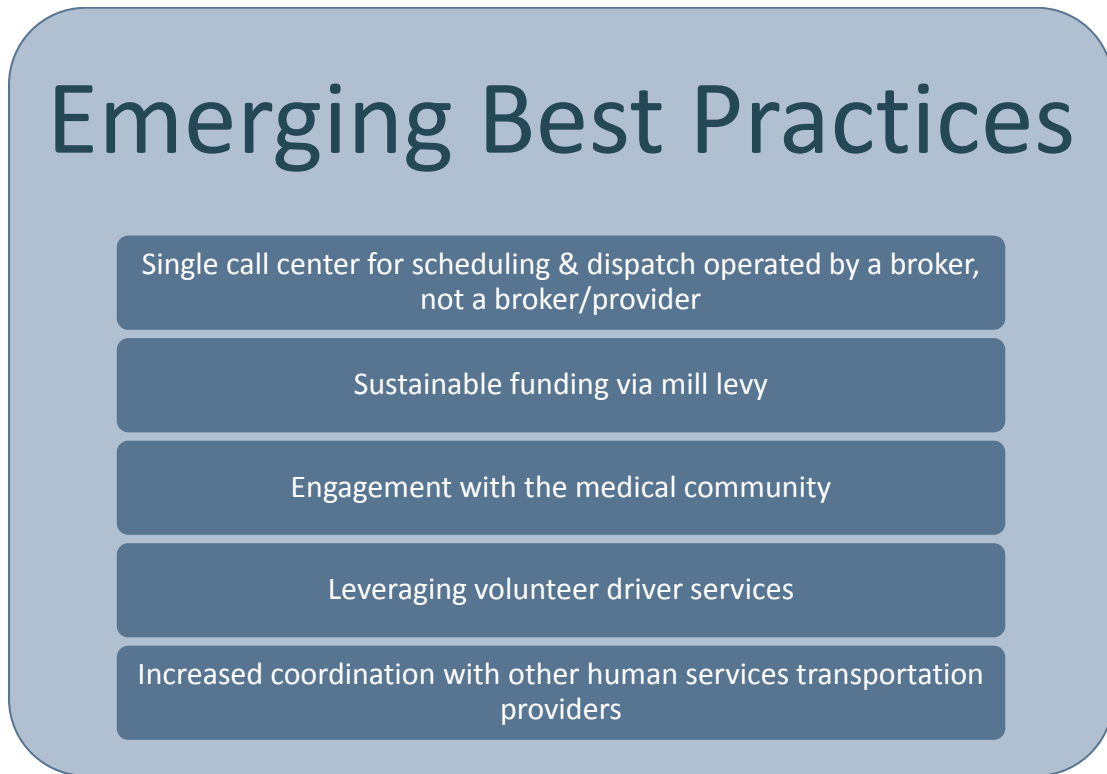 Emerging Best Practices
Single call center for scheduling & dispatch operated by a broker,
not a broker/provider
Sustainable funding via mill levy
Engagement with the medical community
Leveraging volunteer driver services
Increased coordination with other human services transportation
providers